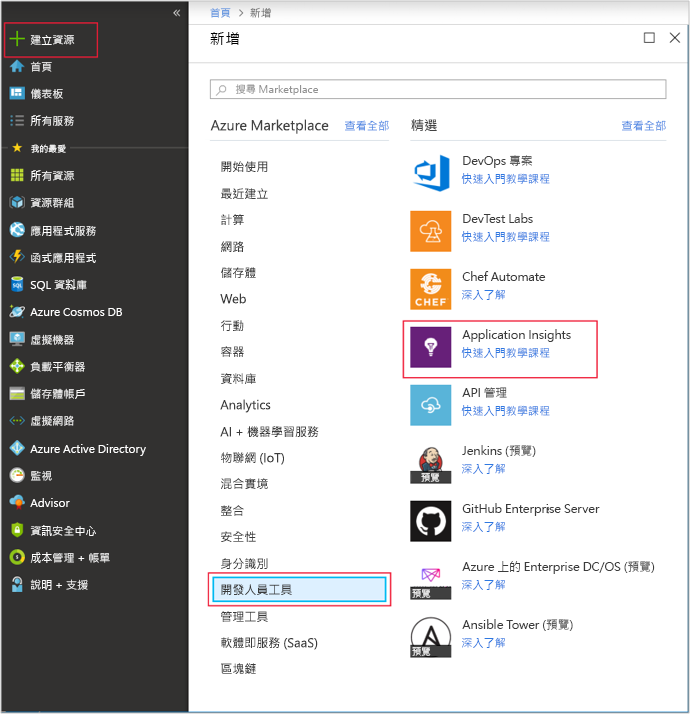 «
建立資源
首頁
儀表板
所有服務
我的最愛
所有資源
資源群組
應用程式服務
函式應用程式
SQL 資料庫
Azure Cosmos DB
虛擬機器
負載平衡器
儲存體帳戶
虛擬網路
Azure Active Directory
監視
Advisor
資訊安全中心
成本管理 + 帳單
說明 + 支援
首頁 > 新增
新增
搜尋 Marketplace
Azure Marketplace 查看全部
開始使用
最近建立
計算
網路
儲存體
Web
行動
容器
資料庫
Analytics
AI + 機器學習服務
物聯網 (IoT)
混合實境
整合
安全性
身分識別
開發人員工具
管理工具
軟體即服務 (SaaS)
區塊鏈
精選 查看全部
DevOps 專案
快速入門教學課程
DevTest Labs
快速入門教學課程
CHEF
Chef Automate
深入了解
Application Insights
快速入門教學課程
API 管理
快速入門教學課程
預覽
Jenkins (預覽)
深入了解
GitHub Enterprise Server
深入了解
預覽
Azure 上的 Enterprise DC/OS (預覽)
深入了解
預覽
Ansible Tower (預覽)
深入了解